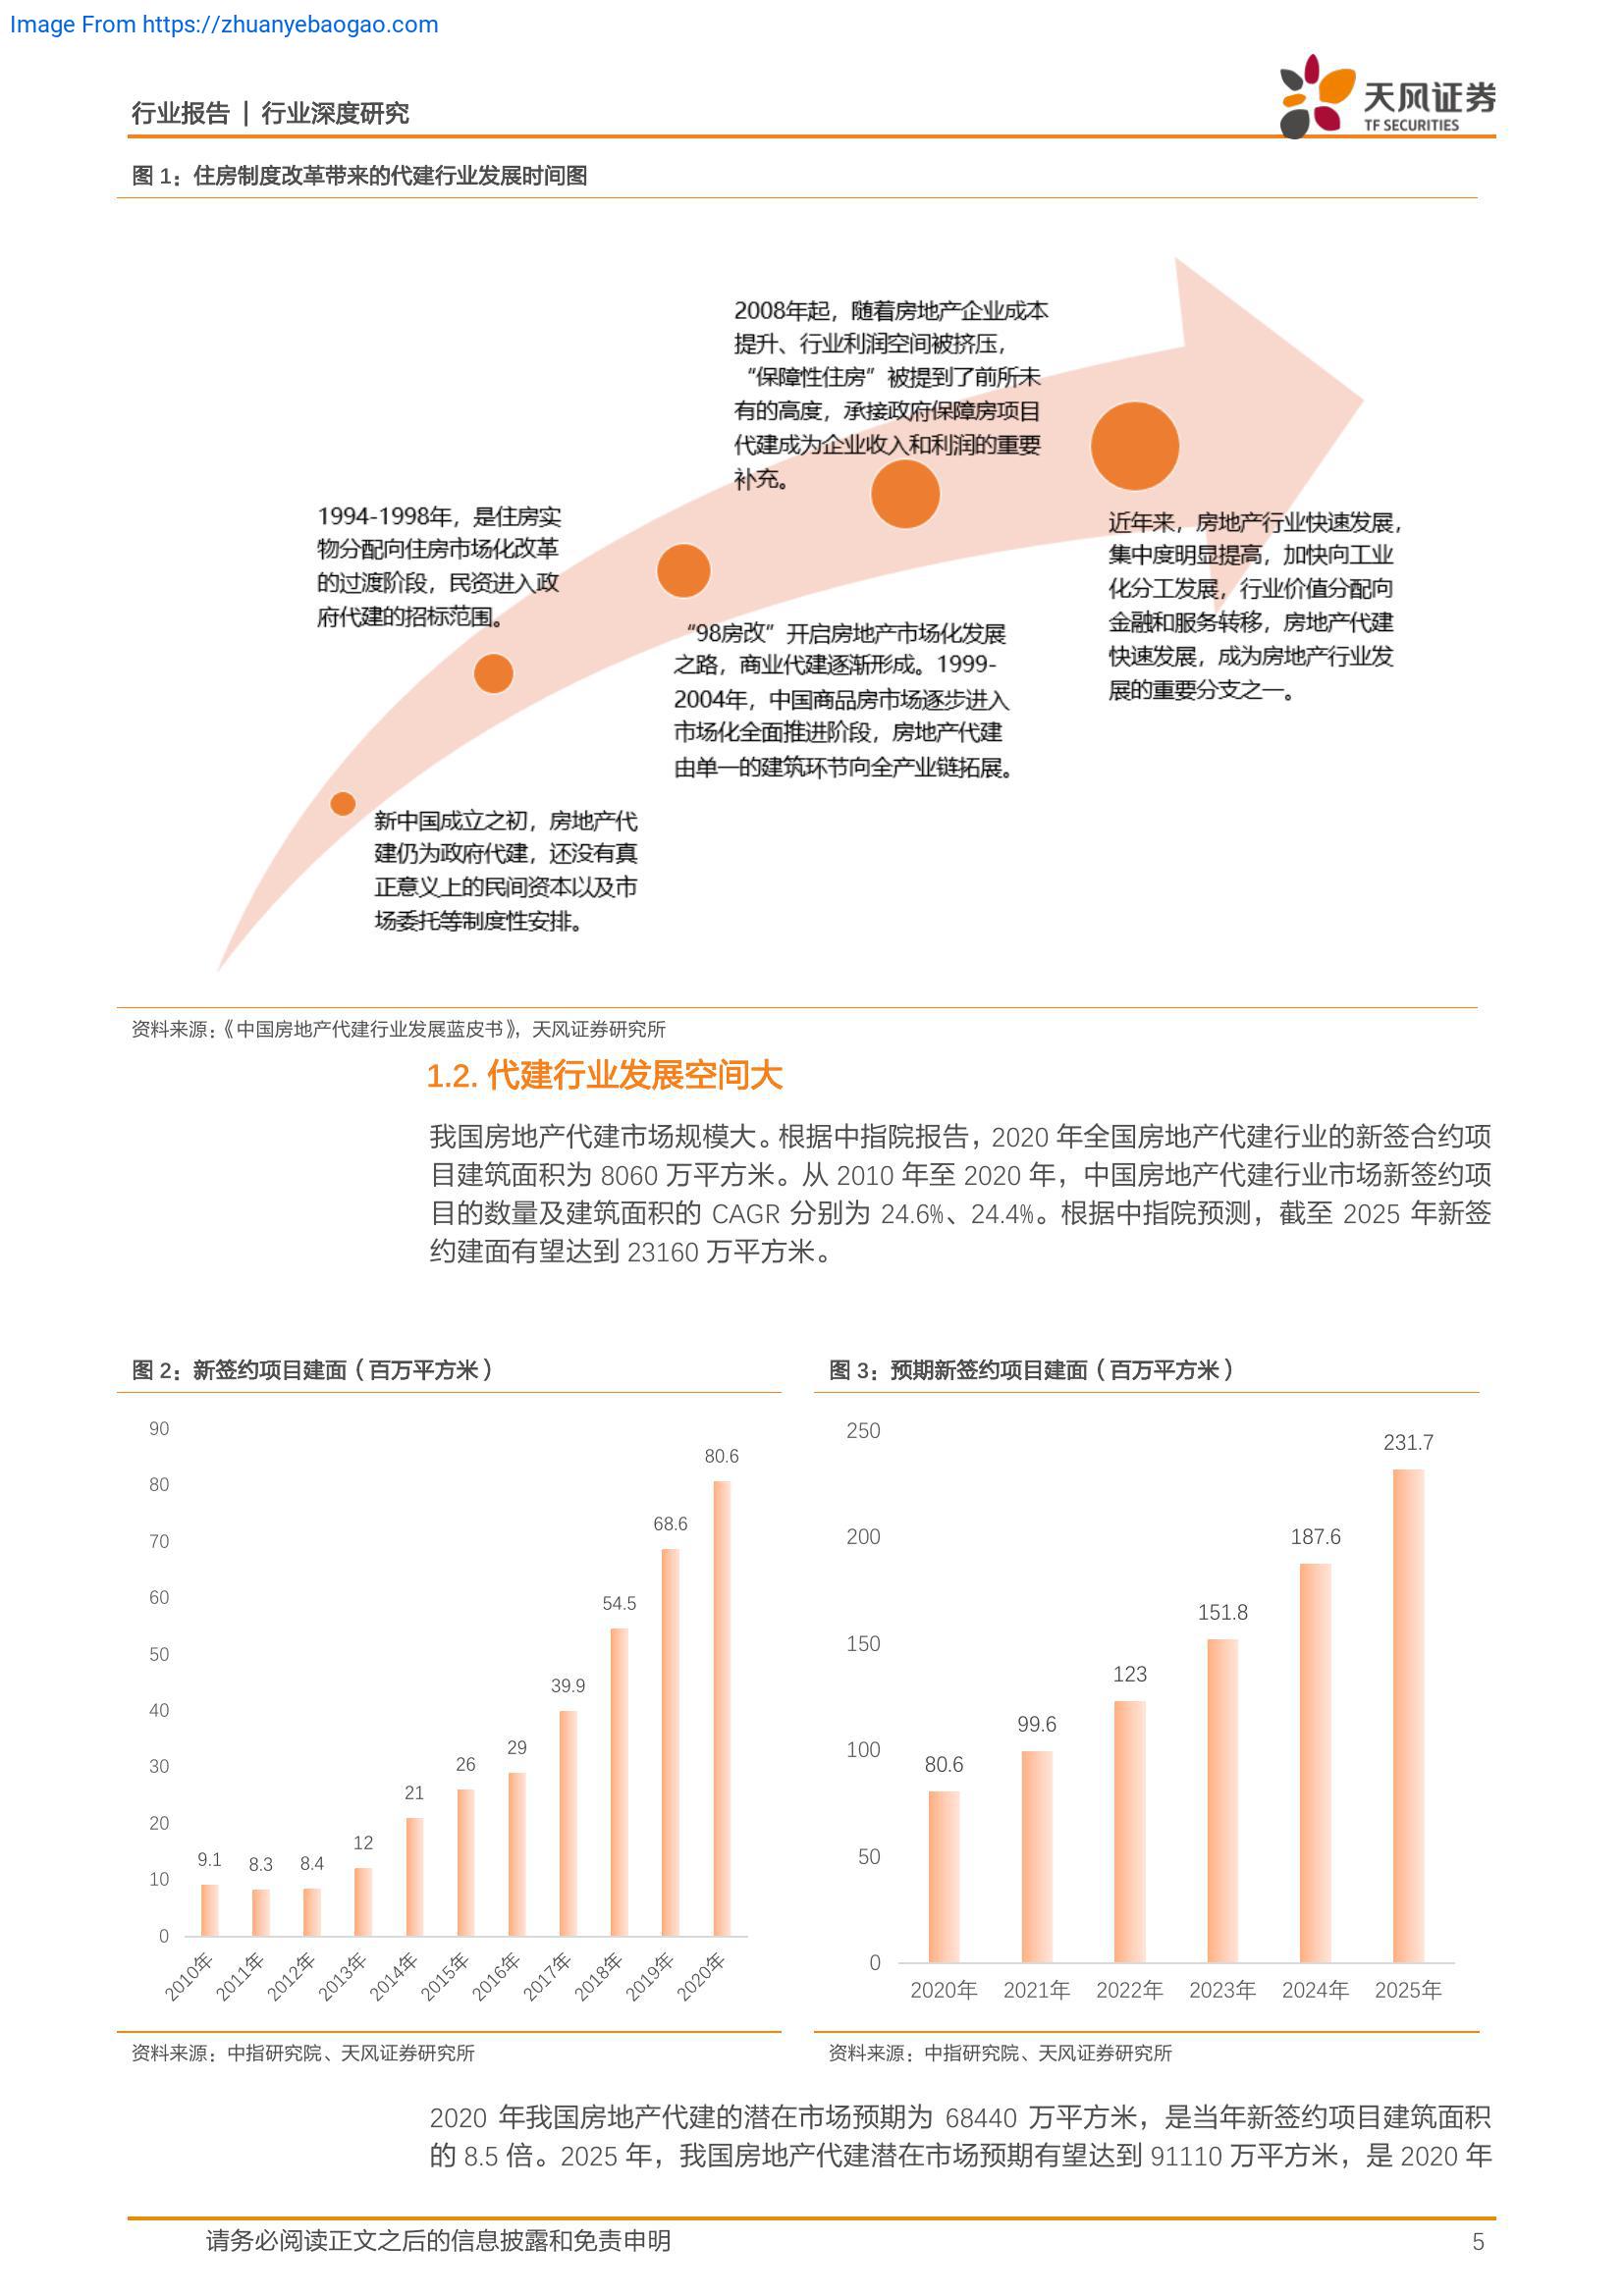 Image From https://zhuanyebaogao.com
行业报告 | 行业深度研究
天风证券
TF SECURITIES
图 1：住房制度改革带来的代建行业发展时间图
2008年起，随着房地产企业成本
提升、行业利润空间被挤压，
“保障性住房”被提到了前所未
有的高度，承接政府保障房项目
代建成为企业收入和利润的重要
补充。
1994-1998年，是住房实
物分配向住房市场化改革
的过渡阶段，民资进入政
府代建的招标范围。
近年来，房地产行业快速发展，
集中度明显提高，加快向工业
化分工发展，行业价值分配向
金融和服务转移，房地产代建
快速发展，成为房地产行业发
展的重要分支之一。
“98房改”开启房地产市场化发展
之路，商业代建逐渐形成。1999-
2004年，中国商品房市场逐步进入
市场化全面推进阶段，房地产代建
由单一的建筑环节向全产业链拓展。
新中国成立之初，房地产代
建仍为政府代建，还没有真
正意义上的民间资本以及市
场委托等制度性安排。
资料来源：《中国房地产代建行业发展蓝皮书》，天风证券研究所
1.2. 代建行业发展空间大
我国房地产代建市场规模大。根据中指院报告，2020 年全国房地产代建行业的新签合约项
目建筑面积为 8060 万平方米。从 2010 年至 2020 年，中国房地产代建行业市场新签约项
目的数量及建筑面积的 CAGR 分别为 24.6%、24.4%。根据中指院预测，截至 2025 年新签
约建面有望达到 23160 万平方米。
图 2：新签约项目建面（百万平方米）
90
80
70
60
50
40
30
20
10
0
9.1
8.3
8.4
12
21
26
29
39.9
54.5
68.6
80.6
2010年
2011年
2012年
2013年
2014年
2015年
2016年
2017年
2018年
2019年
2020年
资料来源：中指研究院、天风证券研究所
图 3：预期新签约项目建面（百万平方米）
250
200
150
100
50
0
80.6
99.6
123
151.8
187.6
231.7
2020年
2021年
2022年
2023年
2024年
2025年
资料来源：中指研究院、天风证券研究所
2020 年我国房地产代建的潜在市场预期为 68440 万平方米，是当年新签约项目建筑面积
的 8.5 倍。2025 年，我国房地产代建潜在市场预期有望达到 91110 万平方米，是 2020 年
请务必阅读正文之后的信息披露和免责申明
5